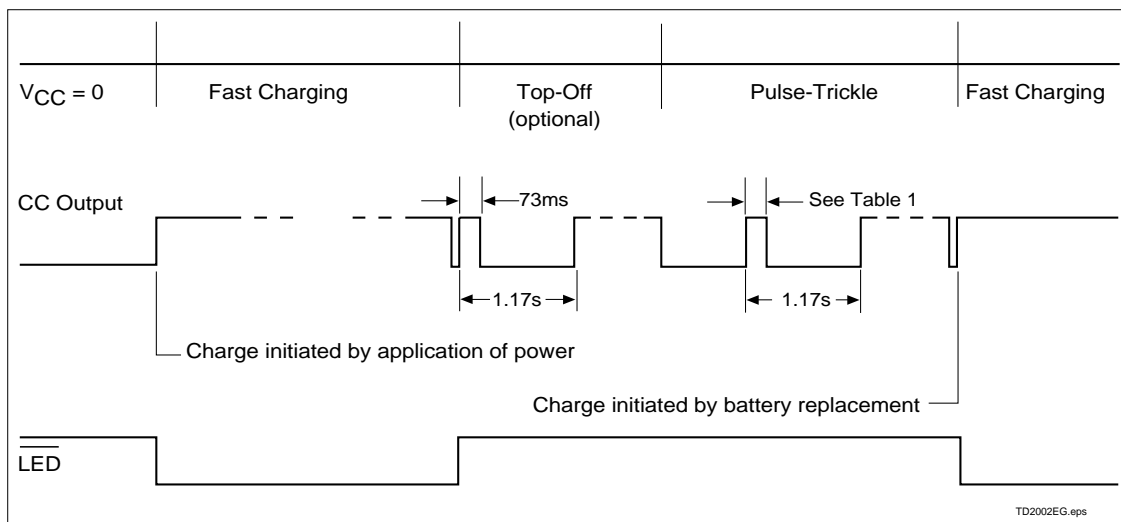 VCC = 0
Fast Charging
Top-Off
(optional)
Pulse-Trickle
Fast Charging
CC Output
73ms
See Table 1
1.17s
1.17s
Charge initiated by application of power
Charge initiated by battery replacement
LED
TD2002EG.eps